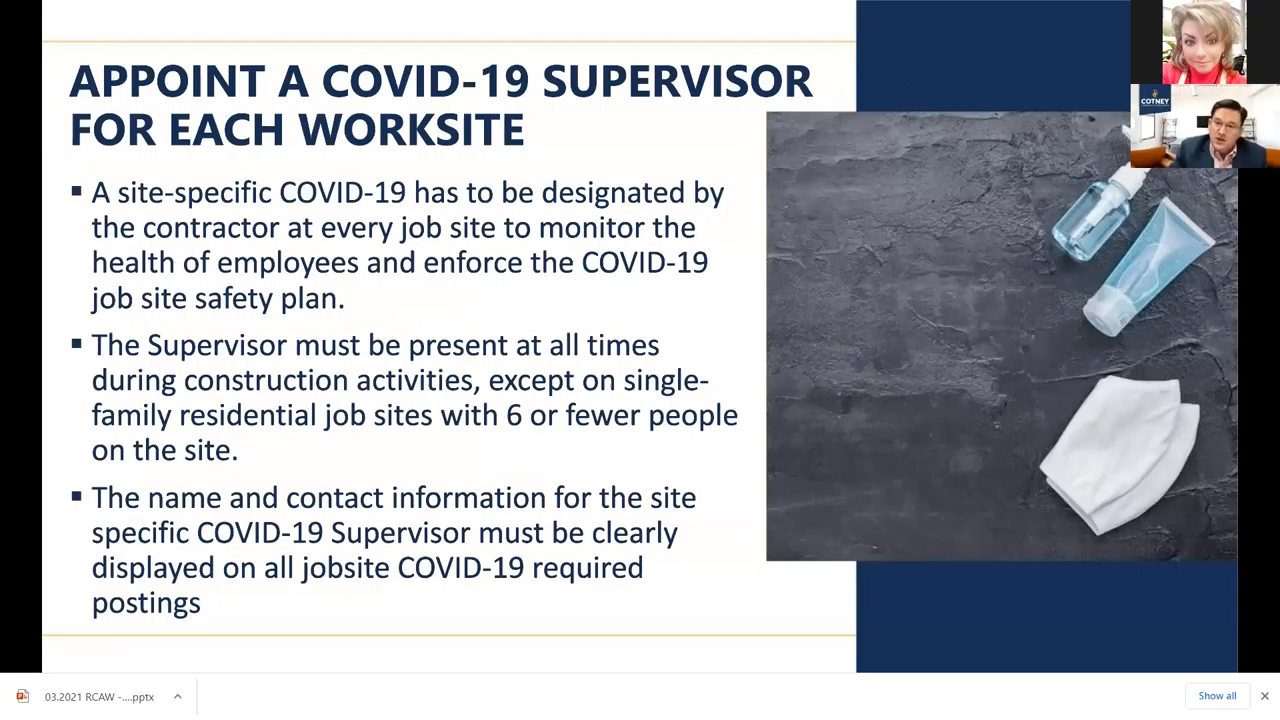 APPOINT A COVID-19 SUPERVISOR
FOR EACH WORKSITE
▪ A site-specific COVID-19 has to be designated by
the contractor at every job site to monitor the
health of employees and enforce the COVID-19
job site safety plan.
▪ The Supervisor must be present at all times
during construction activities, except on single-
family residential job sites with 6 or fewer people
on the site.
▪ The name and contact information for the site
specific COVID-19 Supervisor must be clearly
displayed on all jobsite COVID-19 required
postings
COTNEY
03.2021 RCAW -....pptx
Show all